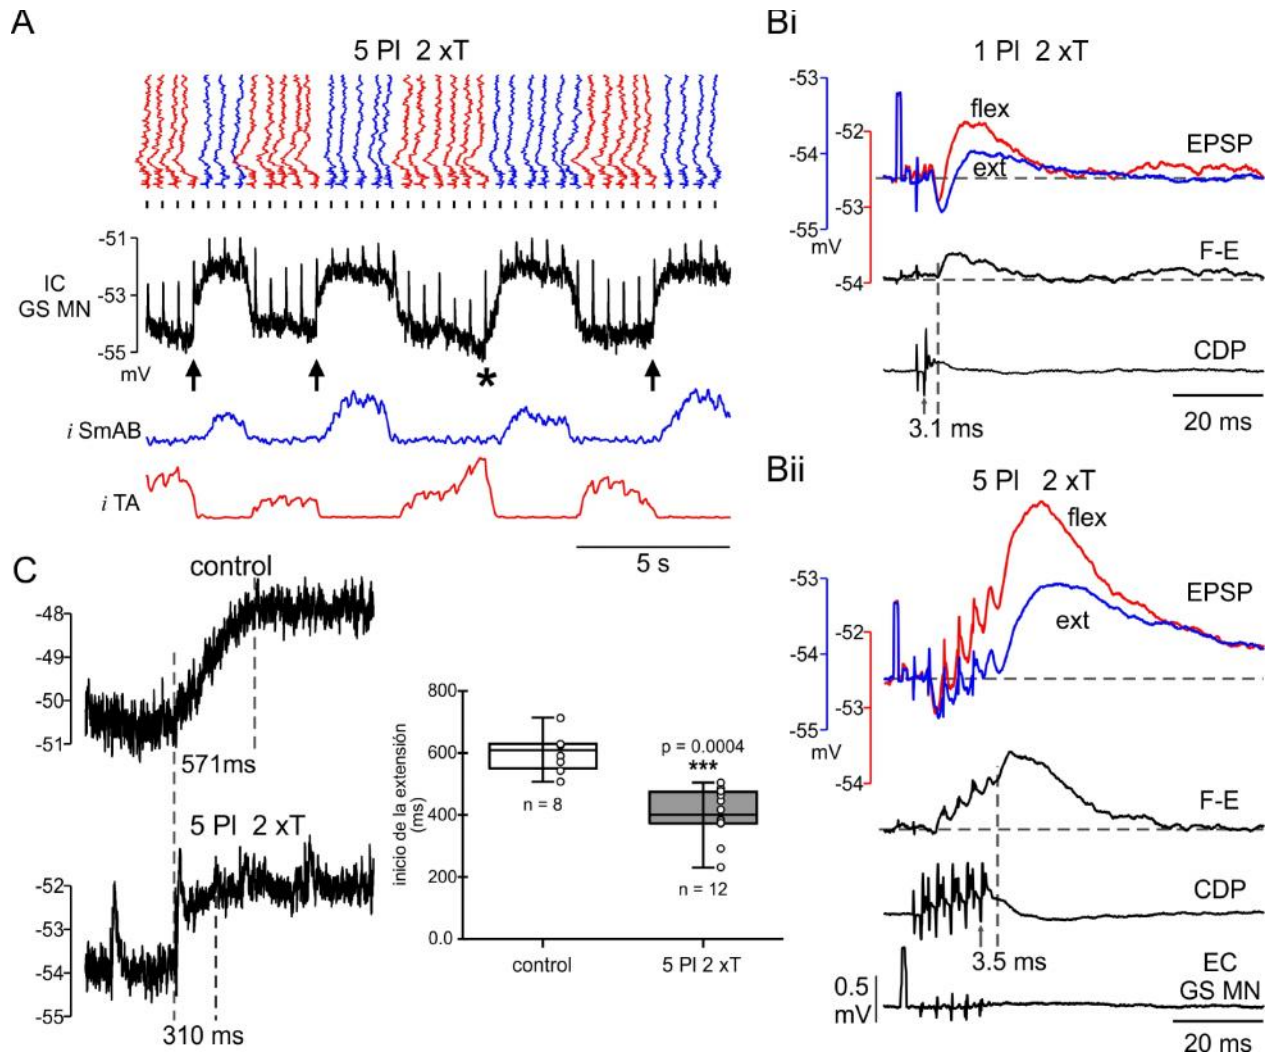 A
5 Pl 2 xT
-51
-53
-55
mV
IC
GS MN
*
i SmAB
i TA
5 s
Bi
1 Pl 2 xT
-53
-54
-55
mV
-52
-53
-54
flex
ext
EPSP
F-E
CDP
3.1 ms
20 ms
Bii
5 Pl 2 xT
-53
-54
-55
mV
-52
-53
-54
flex
ext
EPSP
F-E
CDP
3.5 ms
0.5
mV
EC
GS MN
20 ms
C
control
-48
-49
-50
-51
571ms
5 Pl 2 xT
-52
-53
-54
-55
310 ms
inicio de la extensión
(ms)
800
600
400
200
0.0
n = 8
p = 0.0004
***
n = 12
control
5 Pl 2 xT